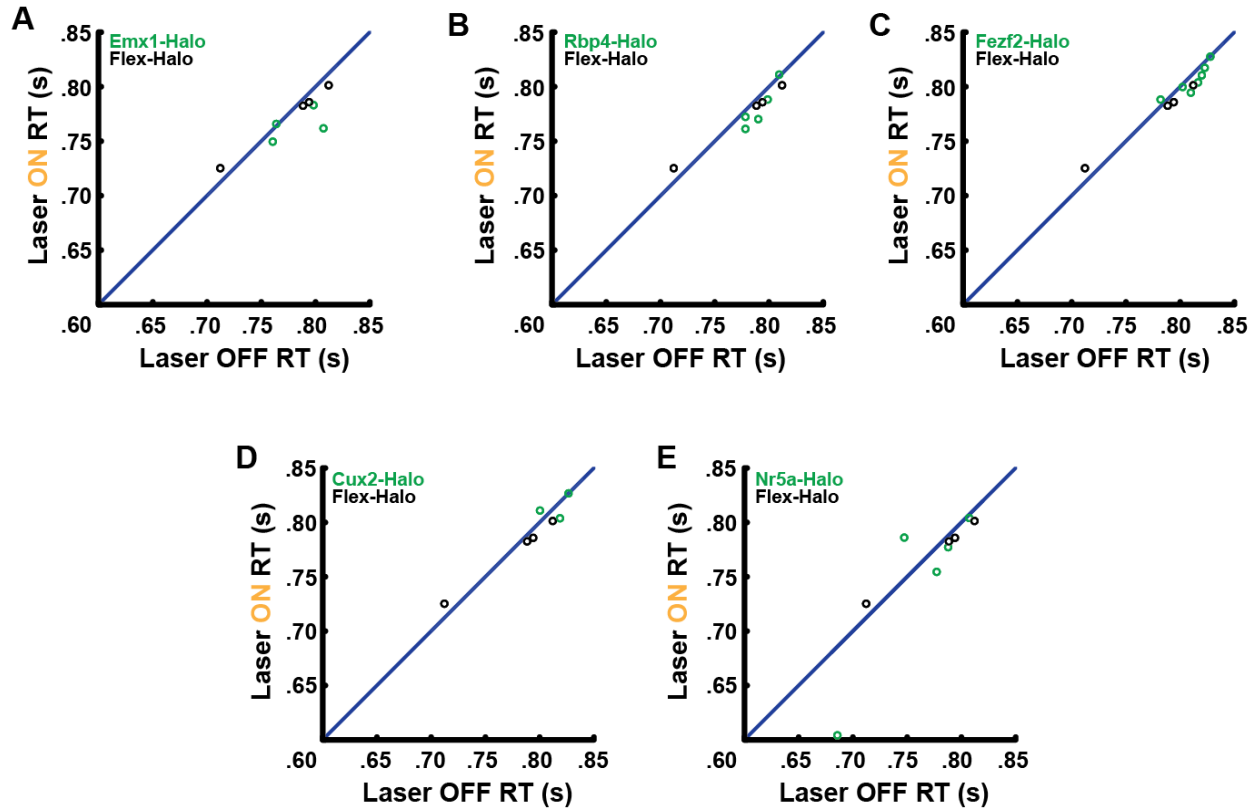 A
Emx1-Halo
Flex-Halo
.85
.80
.75
.70
.65
.60
.65
.70
.75
.80
.85
Laser ON RT (s)
Laser OFF RT (s)
B
Rbp4-Halo
Flex-Halo
.85
.80
.75
.70
.65
.60
.65
.70
.75
.80
.85
Laser ON RT (s)
Laser OFF RT (s)
C
Fezf2-Halo
Flex-Halo
.85
.80
.75
.70
.65
.60
.65
.70
.75
.80
.85
Laser ON RT (s)
Laser OFF RT (s)
D
Cux2-Halo
Flex-Halo
.85
.80
.75
.70
.65
.60
.65
.70
.75
.80
.85
Laser ON RT (s)
Laser OFF RT (s)
E
Nr5a-Halo
Flex-Halo
.85
.80
.75
.70
.65
.60
.65
.70
.75
.80
.85
Laser ON RT (s)
Laser OFF RT (s)